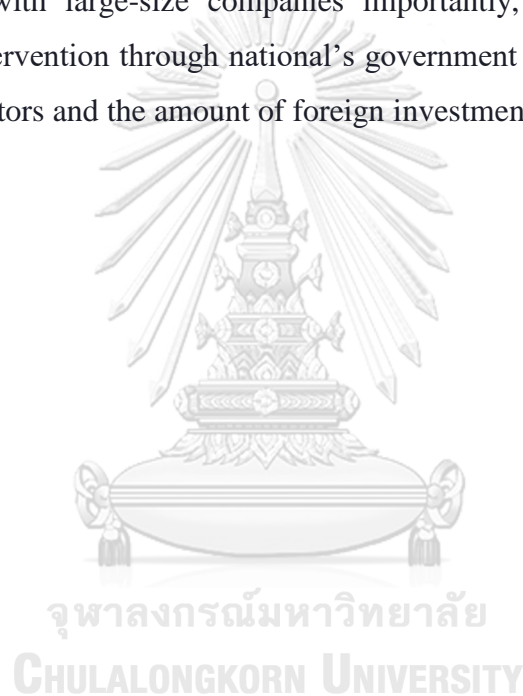 with large-size companies importantly,
ervention through national's government
tors and the amount of foreign investmen
จุฬาลงกรณ์มหาวิทยาลัย
CHULALONGKORN UNIVERSITY